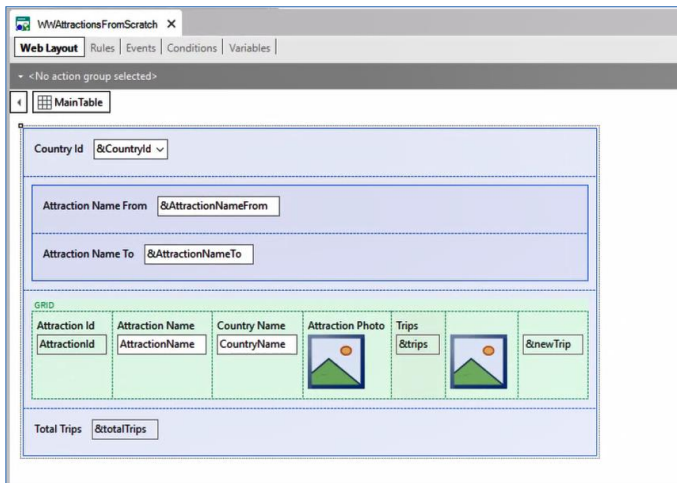 WWAttractionsFromScratch X
Web Layout Rules Events Conditions Variables
<No action group selected>
MainTable
Country Id &CountryId
Attraction Name From &AttractionNameFrom
Attraction Name To &AttractionNameTo
GRID
Attraction Id Attraction Name Country Name Attraction Photo Trips
AttractionId AttractionName CountryName &trips &newTrip
Total Trips &totalTrips